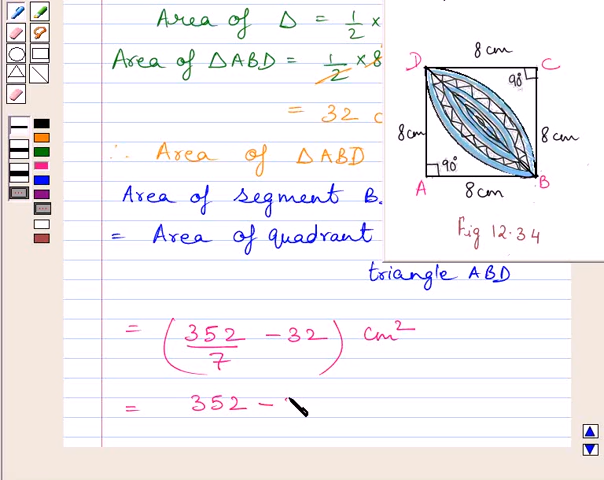 Area of Δ = 1/2 ×
Area of ΔABD = 1/2 × 8
= 32 c
∴ Area of ΔABD
Area of segment B.
= Area of quadrant
triangle ABD
= (352/7 - 32) cm²
= 352 -
8 cm
D C
90°
8 cm 8 cm
90°
A 8 cm B
Fig 12.34